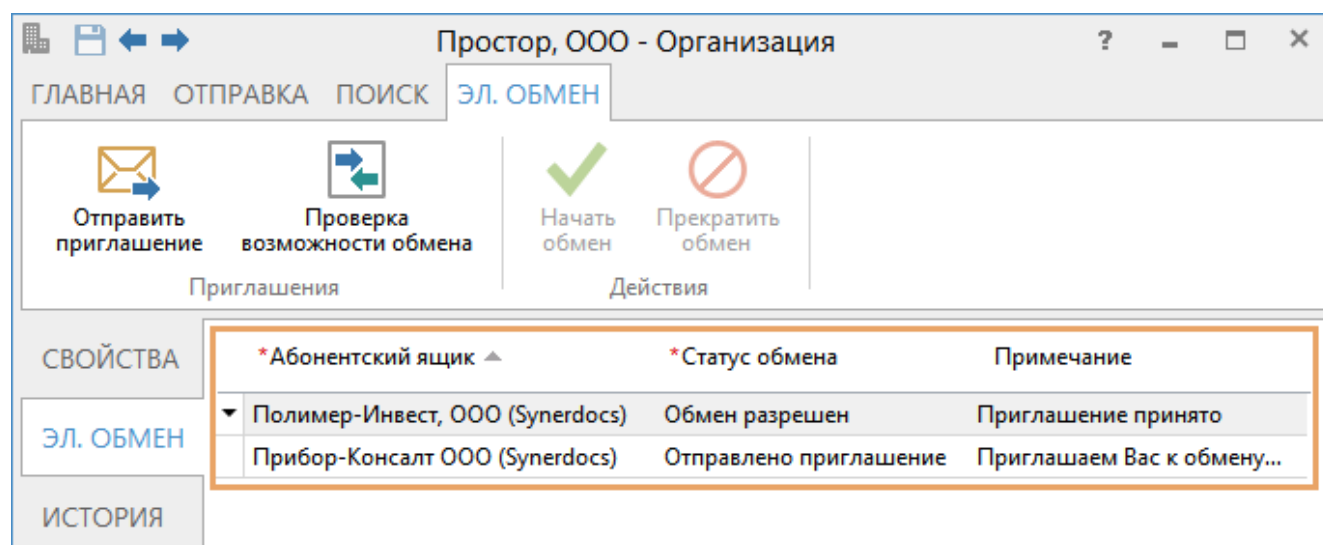 Простор, ООО - Организация ?
ГЛАВНАЯ ОТПРАВКА ПОИСК ЭЛ. ОБМЕН
Отправить приглашение
Проверка возможности обмена
Начать обмен
Прекратить обмен
Приглашения
Действия
СВОЙСТВА
ЭЛ. ОБМЕН
ИСТОРИЯ
*Абонентский ящик *Статус обмена Примечание
Полимер-Инвест, ООО (Synerdocs) Обмен разрешен Приглашение принято
Прибор-Консалт ООО (Synerdocs) Отправлено приглашение Приглашаем Вас к обмену...